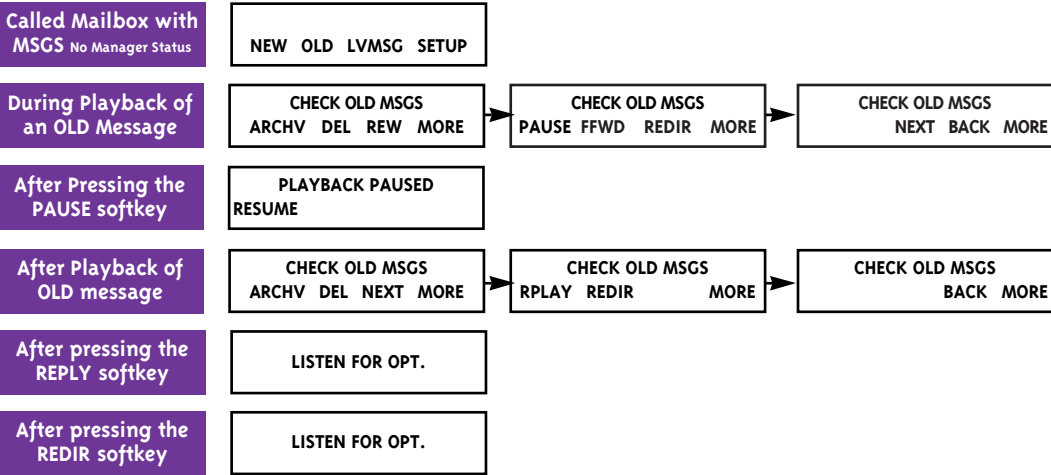 Called Mailbox with
MSGS No Manager Status
NEW OLD LVMSG SETUP
During Playback of
an OLD Message
CHECK OLD MSGS
ARCHV DEL REW MORE
CHECK OLD MSGS
PAUSE FFWD REDIR MORE
CHECK OLD MSGS
NEXT BACK MORE
After Pressing the
PAUSE softkey
PLAYBACK PAUSED
RESUME
After Playback of
OLD message
CHECK OLD MSGS
ARCHV DEL NEXT MORE
CHECK OLD MSGS
RPLAY REDIR MORE
CHECK OLD MSGS
BACK MORE
After pressing the
REPLY softkey
LISTEN FOR OPT.
After pressing the
REDIR softkey
LISTEN FOR OPT.